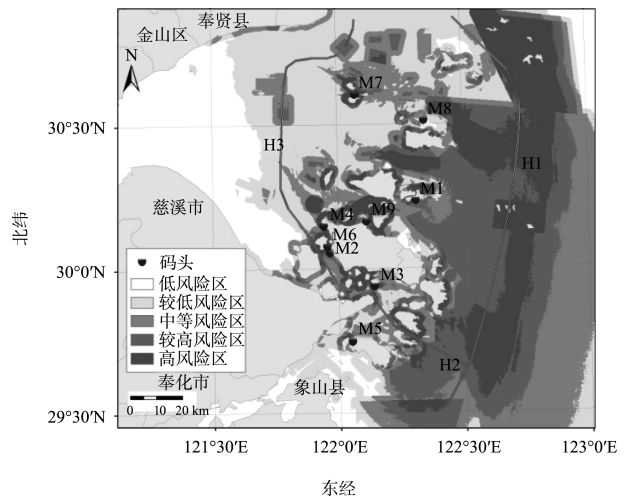 奉贤县
金山区
N
M7
M8
30°30′N
H3
H1
M1
慈溪市
M4
M9
M6
M2
北纬
30°0′N
M3
码头
低风险区
较低风险区
中等风险区
较高风险区
高风险区
M5
H2
奉化市
象山县
0 10 20 km
29°30′N
121°30′E
122°0′E
122°30′E
123°0′E
东经